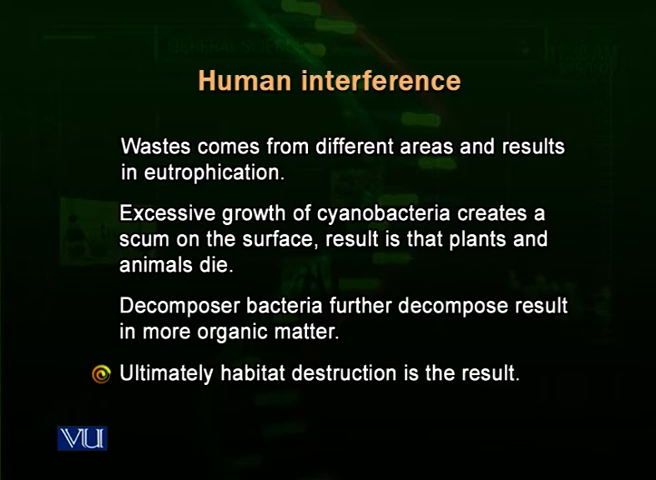 Human interference
Wastes comes from different areas and results
in eutrophication.
Excessive growth of cyanobacteria creates a
scum on the surface, result is that plants and
animals die.
Decomposer bacteria further decompose result
in more organic matter.
Ultimately habitat destruction is the result.
VU